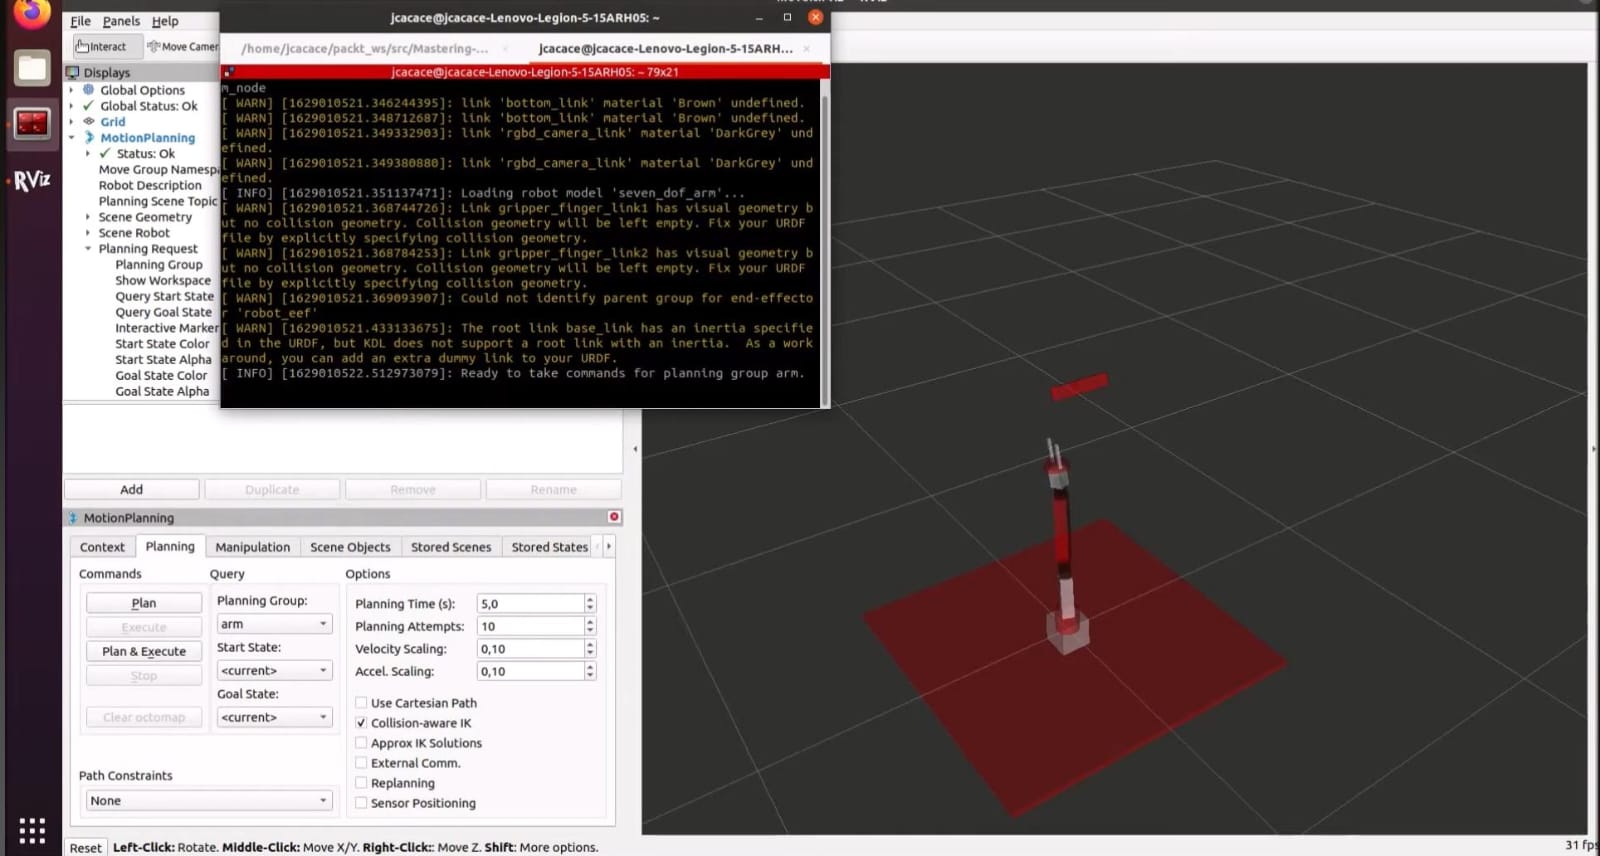 jcacace@jcacace-Lenovo-Legion-5-15ARH05: ~
File Panels Help
/home/jcacace/packt_ws/src/Mastering-...
jcacace@jcacace-Lenovo-Legion-5-15ARH...
Interact
Move Camer
jcacace@jcacace-Lenovo-Legion-5-15ARH05: ~ 79x21
Displays
Global Options
Global Status: Ok
Grid
MotionPlanning
Status: Ok
Move Group Namespa
Robot Description
Planning Scene Topic
Scene Geometry
Scene Robot
Planning Request
Planning Group
Show Workspace
Query Start State
Query Goal State
Interactive Marker
Start State Color
Start State Alpha
Goal State Color
Goal State Alpha
RViz
m_node
[ WARN] [1629010521.346244395]: link 'bottom_link' material 'Brown' undefined.
[ WARN] [1629010521.348712687]: link 'bottom_link' material 'Brown' undefined.
[ WARN] [1629010521.349332903]: link 'rgbd_camera_link' material 'DarkGrey' und
efined.
[ WARN] [1629010521.349380880]: link 'rgbd_camera_link' material 'DarkGrey' und
efined.
[ INFO] [1629010521.351137471]: Loading robot model 'seven_dof_arm'...
[ WARN] [1629010521.368744726]: Link gripper_finger_link1 has visual geometry b
ut no collision geometry. Collision geometry will be left empty. Fix your URDF
file by explicitly specifying collision geometry.
[ WARN] [1629010521.368784253]: Link gripper_finger_link2 has visual geometry b
ut no collision geometry. Collision geometry will be left empty. Fix your URDF
file by explicitly specifying collision geometry.
[ WARN] [1629010521.369093907]: Could not identify parent group for end-effecto
r 'robot_eef'
[ WARN] [1629010521.433133675]: The root link base_link has an inertia specifie
d in the URDF, but KDL does not support a root link with an inertia.  As a work
around, you can add an extra dummy link to your URDF.
[ INFO] [1629010522.512973079]: Ready to take commands for planning group arm.
Add
Duplicate
Remove
Rename
MotionPlanning
Context
Planning
Manipulation
Scene Objects
Stored Scenes
Stored States
Commands
Plan
Execute
Plan & Execute
Stop
Clear octomap
Query
Planning Group:
arm
Start State:
<current>
Goal State:
<current>
Options
Planning Time (s): 5,0
Planning Attempts: 10
Velocity Scaling: 0,10
Accel. Scaling: 0,10
Use Cartesian Path
Collision-aware IK
Approx IK Solutions
External Comm.
Replanning
Sensor Positioning
Path Constraints
None
Reset
Left-Click: Rotate. Middle-Click: Move X/Y. Right-Click:: Move Z. Shift: More options.
31 fps